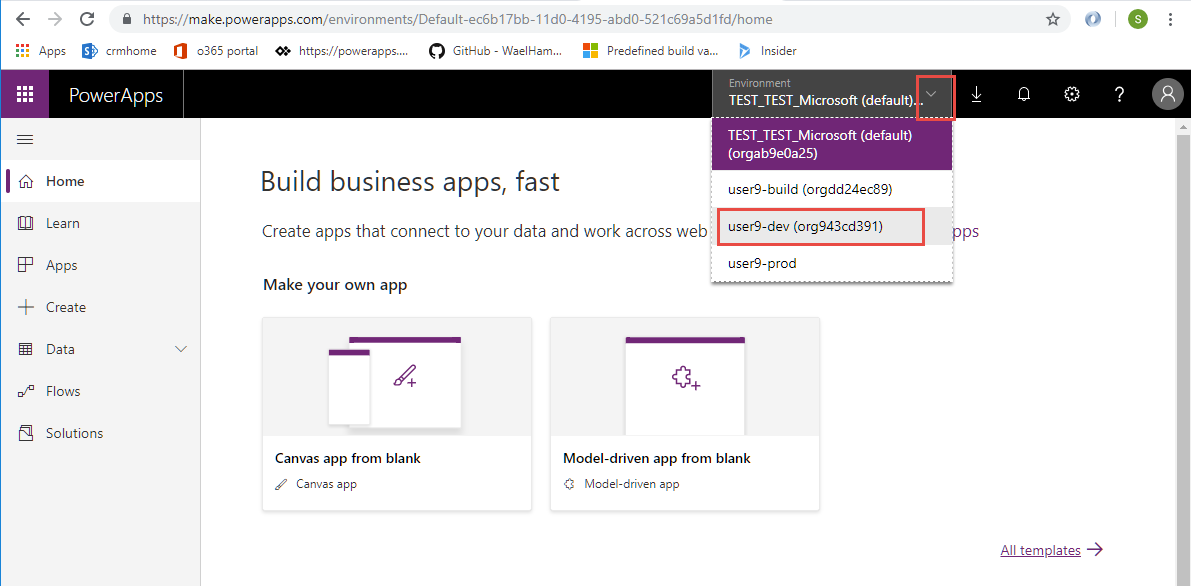 https://make.powerapps.com/environments/Default-ec6b17bb-11d0-4195-abd0-521c69a5d1fd/home
S
Apps
crmhome
o365 portal
https://powerapps....
GitHub - WaelHam...
Predefined build va...
Insider
PowerApps
Environment
TEST_TEST_Microsoft (default)...
?
TEST_TEST_Microsoft (default)
(orgab9e0a25)
user9-build (orgdd24ec89)
user9-dev (org943cd391)
user9-prod
Home
Learn
Apps
Create
Data
Flows
Solutions
Build business apps, fast
Create apps that connect to your data and work across web
pps
Make your own app
Canvas app from blank
Canvas app
Model-driven app from blank
Model-driven app
All templates